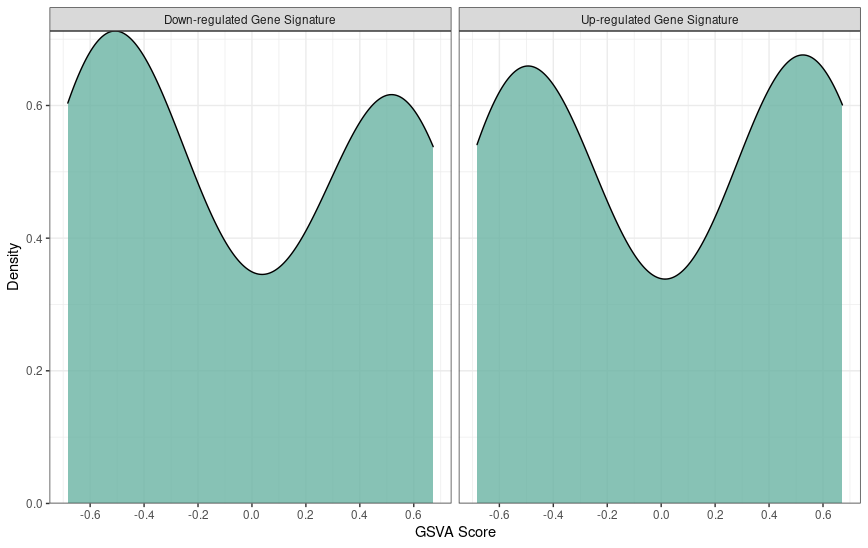 Down-regulated Gene Signature
Up-regulated Gene Signature
Density
0.6
0.4
0.2
0.0
-0.6 -0.4 -0.2 0.0 0.2 0.4 0.6
-0.6 -0.4 -0.2 0.0 0.2 0.4 0.6
GSVA Score